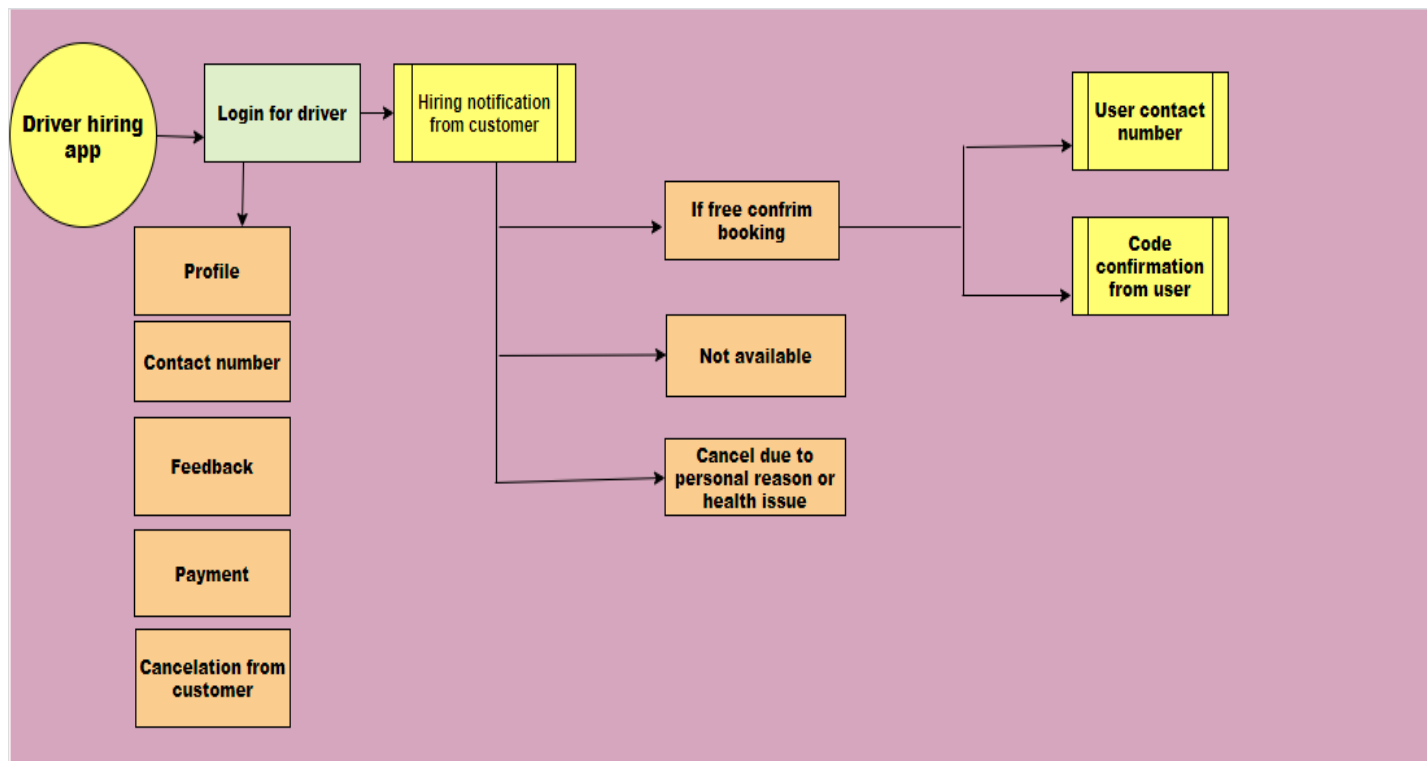 Driver hiring
app
Login for driver
Hiring notification
from customer
User contact
number
If free confrim
booking
Code
confirmation
from user
Profile
Contact number
Not available
Feedback
Cancel due to
personal reason or
health issue
Payment
Cancelation from
customer